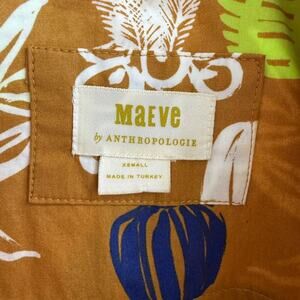 MAEVE
by ANTHROPOLOGIE
XSMALL
MADE IN TURKEY